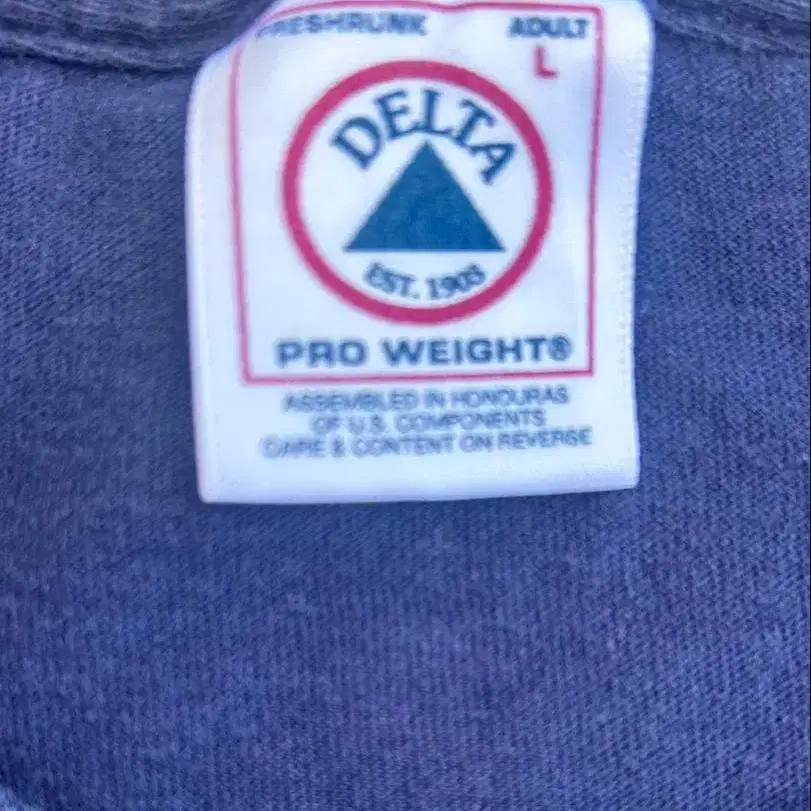 PRESHRUNK ADULT
L
DELTA
EST. 1903
PRO WEIGHT®
ASSEMBLED IN HONDURAS
OF U.S. COMPONENTS
CARE & CONTENT ON REVERSE